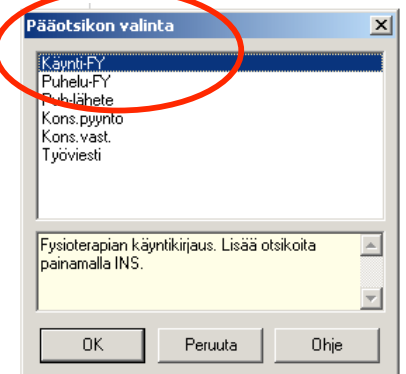 Pääotsikon valinta
Käynti-FY
Puhelu-FY
Puh-lähete
Kons.pyynto
Kons.vast.
Työviesti
Fysioterapian käyntikirjaus. Lisää otsikoita
painamalla INS.
OK Peruuta Ohje